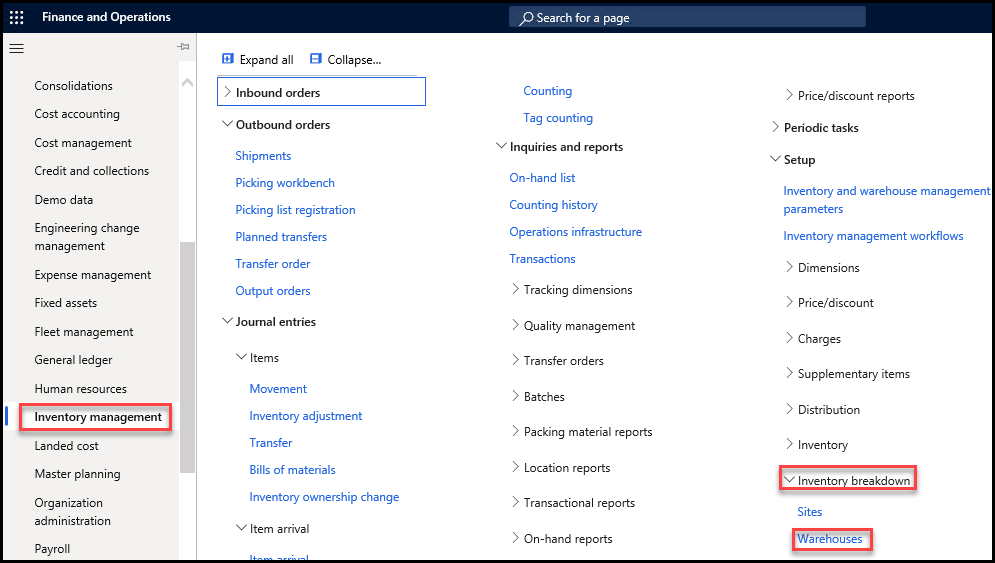 Finance and Operations
Search for a page
Consolidations
Cost accounting
Cost management
Credit and collections
Demo data
Engineering change
management
Expense management
Fixed assets
Fleet management
General ledger
Human resources
Inventory management
Landed cost
Master planning
Organization
administration
Payroll
Expand all
Collapse...
Inbound orders
Outbound orders
Shipments
Picking workbench
Picking list registration
Planned transfers
Transfer order
Output orders
Journal entries
Items
Movement
Inventory adjustment
Transfer
Bills of materials
Inventory ownership change
Item arrival
Item arrival
Counting
Tag counting
Inquiries and reports
On-hand list
Counting history
Operations infrastructure
Transactions
Tracking dimensions
Quality management
Transfer orders
Batches
Packing material reports
Location reports
Transactional reports
On-hand reports
Price/discount reports
Periodic tasks
Setup
Inventory and warehouse management
parameters
Inventory management workflows
Dimensions
Price/discount
Charges
Supplementary items
Distribution
Inventory
Inventory breakdown
Sites
Warehouses